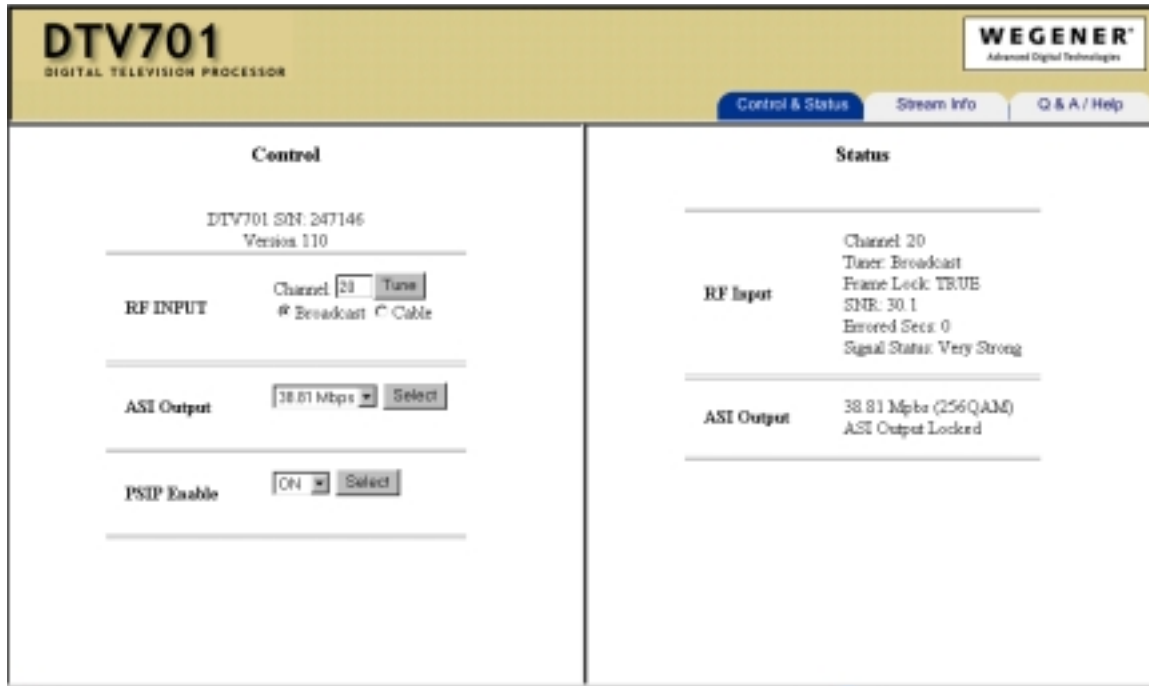 DTV701
DIGITAL TELEVISION PROCESSOR
WEGENER®
Advanced Digital Technologies
Control & Status
Stream Info
Q & A / Help
Control
DTV701 S/N: 247146
Version 110
RF INPUT
Channel: 20 Tune
Broadcast Cable
ASI Output
38.81 Mbps Select
PSIP Enable
ON Select
Status
RF Input
Channel: 20
Tuner: Broadcast
Frame Lock: TRUE
SNR: 30.1
Errored Secs: 0
Signal Status: Very Strong
ASI Output
38.81 Mpbs (256QAM)
ASI Output Locked